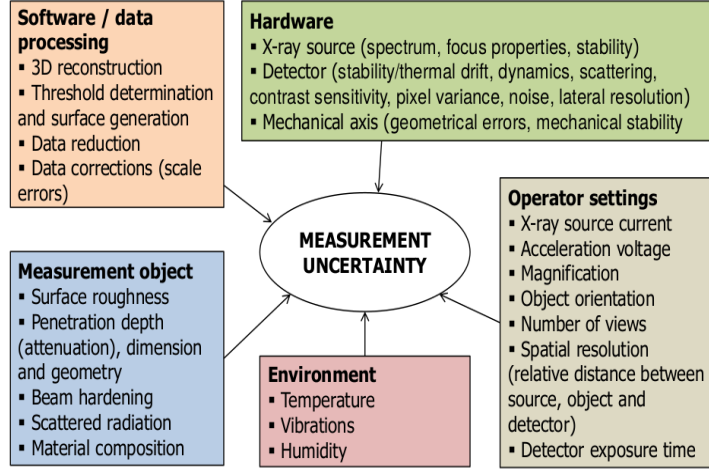 Software / data
processing
▪ 3D reconstruction
▪ Threshold determination
and surface generation
▪ Data reduction
▪ Data corrections (scale
errors)
Hardware
▪ X-ray source (spectrum, focus properties, stability)
▪ Detector (stability/thermal drift, dynamics, scattering,
contrast sensitivity, pixel variance, noise, lateral resolution)
▪ Mechanical axis (geometrical errors, mechanical stability
MEASUREMENT
UNCERTAINTY
Operator settings
▪ X-ray source current
▪ Acceleration voltage
▪ Magnification
▪ Object orientation
▪ Number of views
▪ Spatial resolution
(relative distance between
source, object and
detector)
▪ Detector exposure time
Measurement object
▪ Surface roughness
▪ Penetration depth
(attenuation), dimension
and geometry
▪ Beam hardening
▪ Scattered radiation
▪ Material composition
Environment
▪ Temperature
▪ Vibrations
▪ Humidity